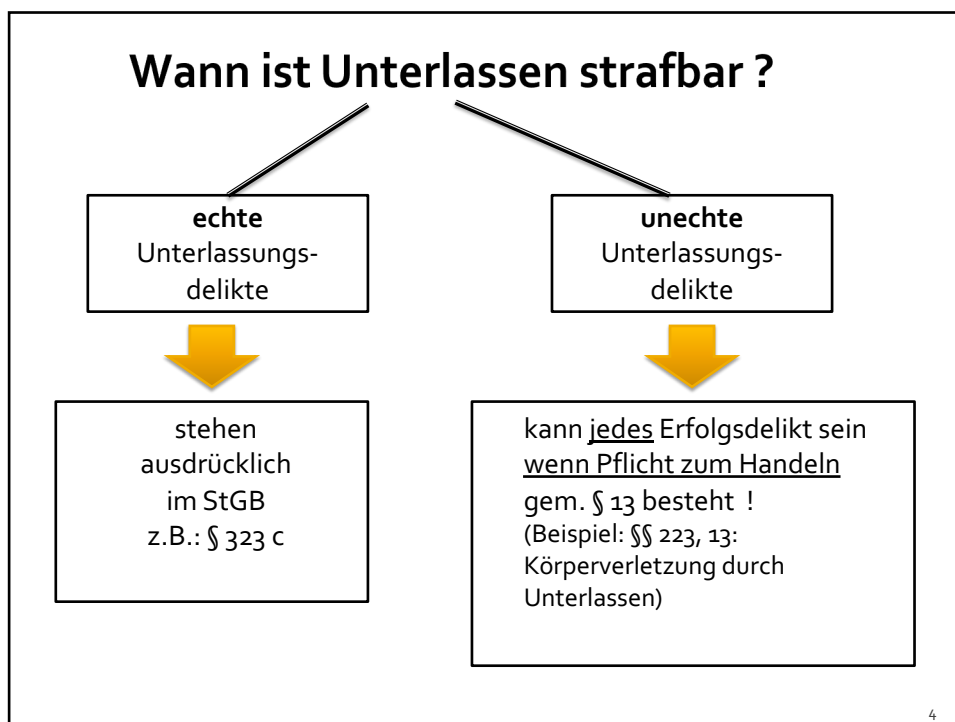 Wann ist Unterlassen strafbar ?
echte
Unterlassungs-
delikte
unechte
Unterlassungs-
delikte
stehen
ausdrücklich
im StGB
z.B.: § 323 c
kann jedes Erfolgsdelikt sein
wenn Pflicht zum Handeln
gem. § 13 besteht !
(Beispiel: §§ 223, 13:
Körperverletzung durch
Unterlassen)
4